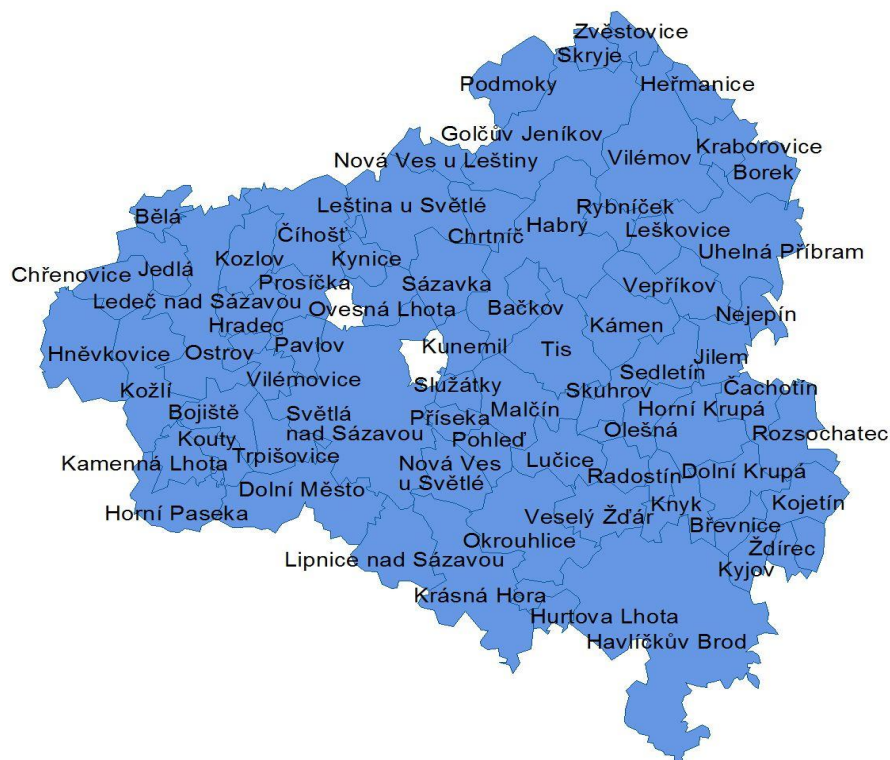 Zvěstovice
Skryje
Podmoky
Heřmanice
Golčův Jeníkov
Kraborovice
Nová Ves u Leštiny
Vilémov
Borek
Leština u Světlé
Rybníček
Bělá
Habry
Leškovice
Číhošť
Chrtníč
Uhelná Příbram
Kozlov
Kynice
Chřenovice
Jedlá
Prosíčka
Sázavka
Vepříkov
Ledeč nad Sázavou
Ovesná Lhota
Bačkov
Nejepín
Hradec
Kámen
Hněvkovice
Ostrov
Pavlov
Kunemil
Tis
Jilem
Sedletín
Vilémovice
Služátky
Kožlí
Skuhrov
Čachotín
Bojiště
Světlá
nad Sázavou
Příseka
Malčín
Horní Krupá
Kouty
Pohleď
Olešná
Rozsochatec
Kamenná Lhota
Trpišovice
Nová Ves
u Světlé
Lučice
Dolní Krupá
Radostín
Dolní Město
Horní Paseka
Veselý Žďár
Knyk
Kojetín
Břevnice
Okrouhlice
Ždírec
Lipnice nad Sázavou
Kyjov
Krásná Hora
Hurtova Lhota
Havlíčkův Brod